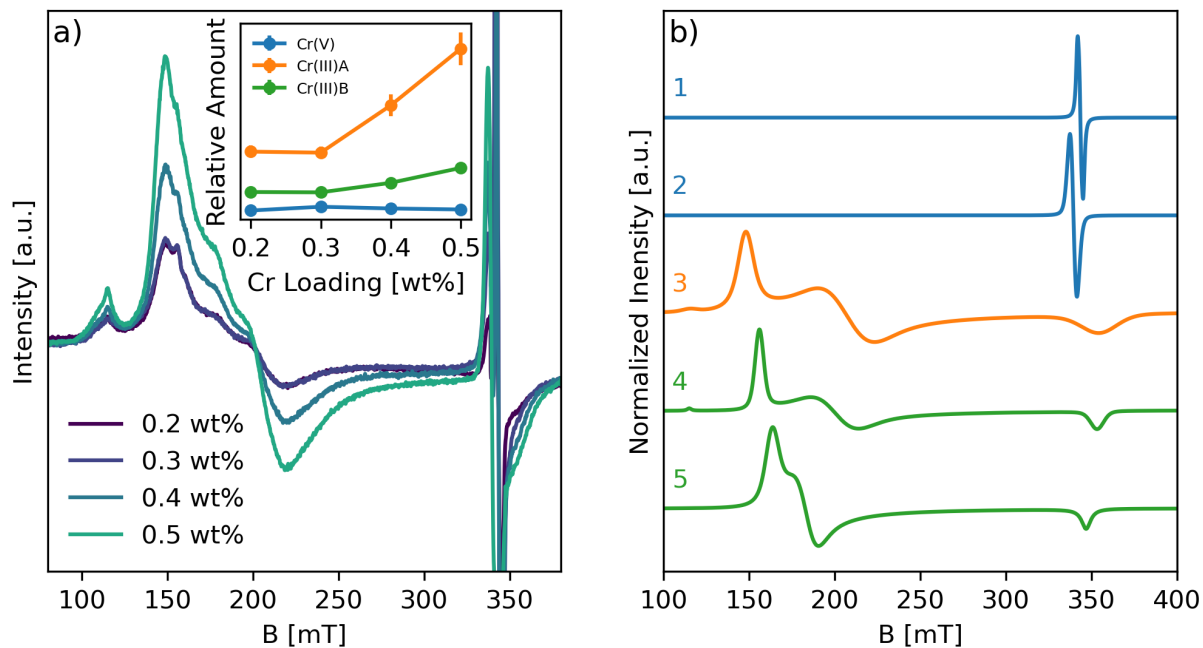 a)
Intensity [a.u.]
Relative Amount
Cr(V)
Cr(III)A
Cr(III)B
0.2 0.3 0.4 0.5
Cr Loading [wt%]
0.2 wt%
0.3 wt%
0.4 wt%
0.5 wt%
100 150 200 250 300 350
B [mT]
b)
Normalized Inensity [a.u.]
1
2
3
4
5
100 150 200 250 300 350 400
B [mT]